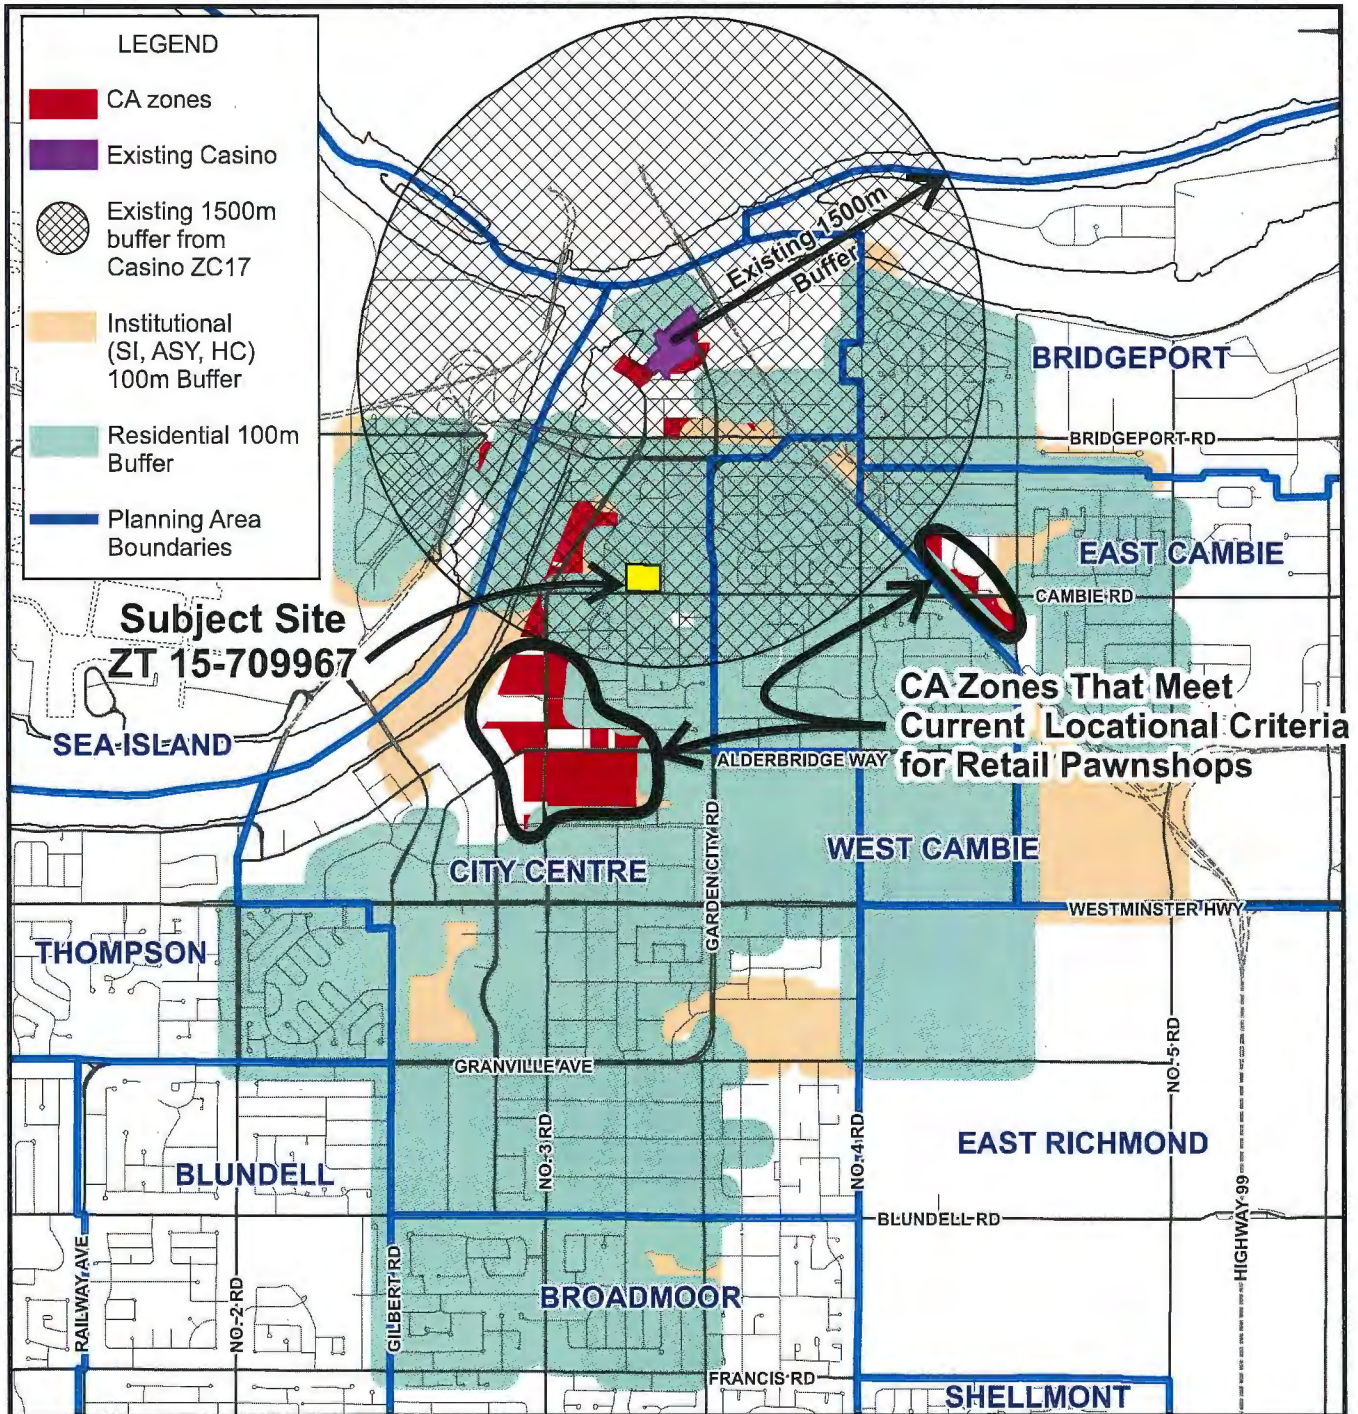 LEGEND
CA zones
Existing Casino
Existing 1500m
buffer from
Casino ZC17
Institutional
(SI, ASY, HC)
100m Buffer
Residential 100m
Buffer
Planning Area
Boundaries
Existing 1500m
Buffer
BRIDGEPORT
BRIDGEPORT RD
EAST CAMBIE
CAMBIE RD
Subject Site
ZT 15-709967
CA Zones That Meet
Current Locational Criteria
for Retail Pawnshops
SEA ISLAND
ALDERBRIDGE WAY
GARDEN CITY RD
WEST CAMBIE
CITY CENTRE
WESTMINSTER HWY
THOMPSON
GRANVILLE AVE
NO. 5 RD
NO. 3 RD
NO. 4 RD
EAST RICHMOND
BLUNDELL
HIGHWAY 99
BLUNDELL RD
RAILWAY AVE
NO. 2 RD
GILBERT RD
BROADMOOR
FRANCIS RD
SHELLMONT